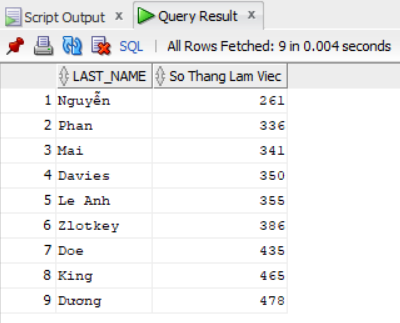 Script Output x Query Result x
SQL | All Rows Fetched: 9 in 0.004 seconds
LAST_NAME So Thang Lam Viec
1 Nguyễn 261
2 Phan 336
3 Mai 341
4 Davies 350
5 Le Anh 355
6 Zlotkey 386
7 Doe 435
8 King 465
9 Dương 478